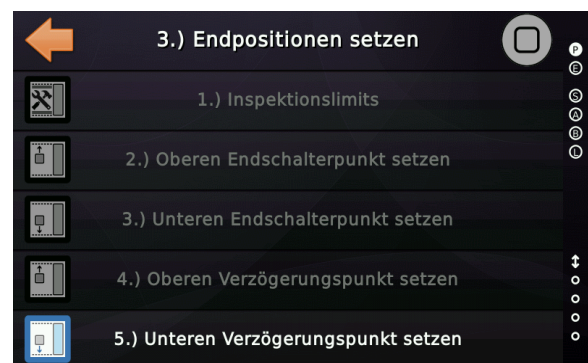 3.) Endpositionen setzen
1.) Inspektionslimits
2.) Oberen Endschalterpunkt setzen
3.) Unteren Endschalterpunkt setzen
4.) Oberen Verzögerungspunkt setzen
5.) Unteren Verzögerungspunkt setzen
P
E
S
A
B
L